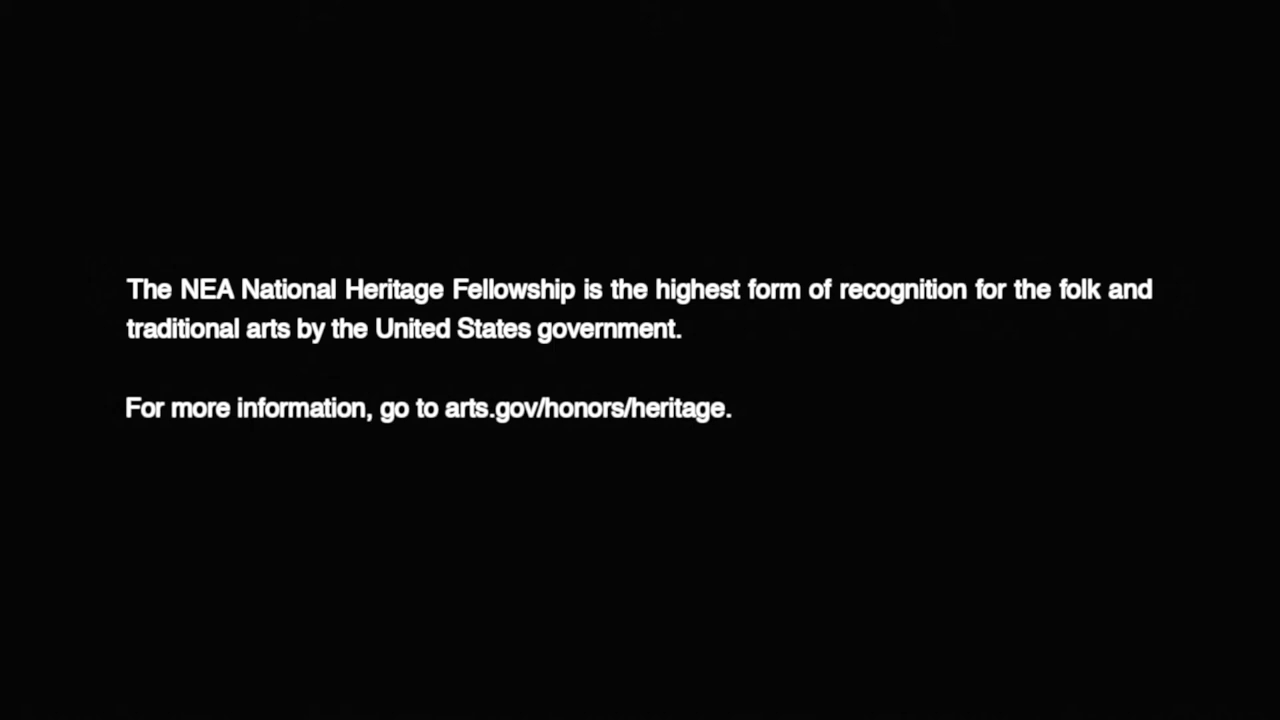 The NEA National Heritage Fellowship is the highest form of recognition for the folk and
traditional arts by the United States government.
For more information, go to arts.gov/honors/heritage.